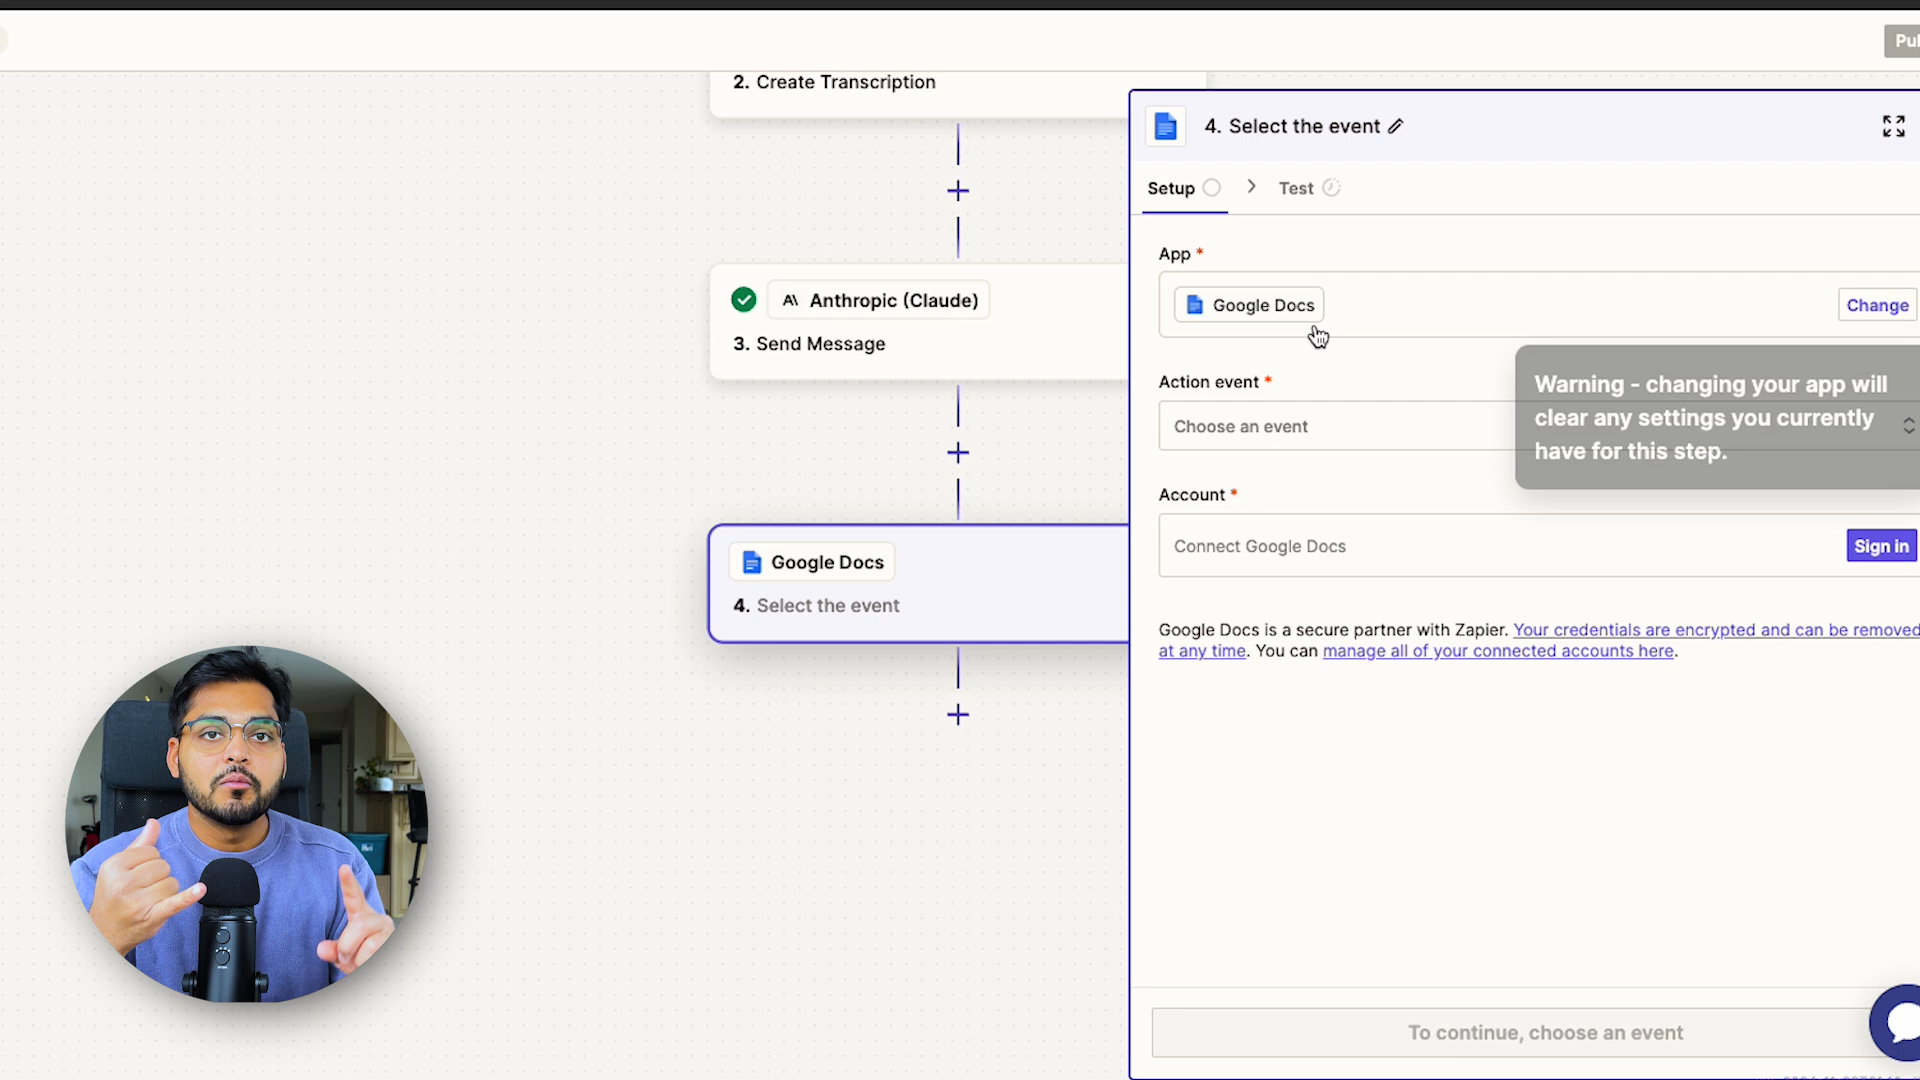 Pul
2. Create Transcription
4. Select the event
Setup
Test
App *
Anthropic (Claude)
Google Docs
Change
3. Send Message
Action event *
Warning - changing your app will
clear any settings you currently
have for this step.
Choose an event
Account *
Google Docs
Connect Google Docs
Sign in
4. Select the event
Google Docs is a secure partner with Zapier. Your credentials are encrypted and can be removed
at any time. You can manage all of your connected accounts here.
To continue, choose an event